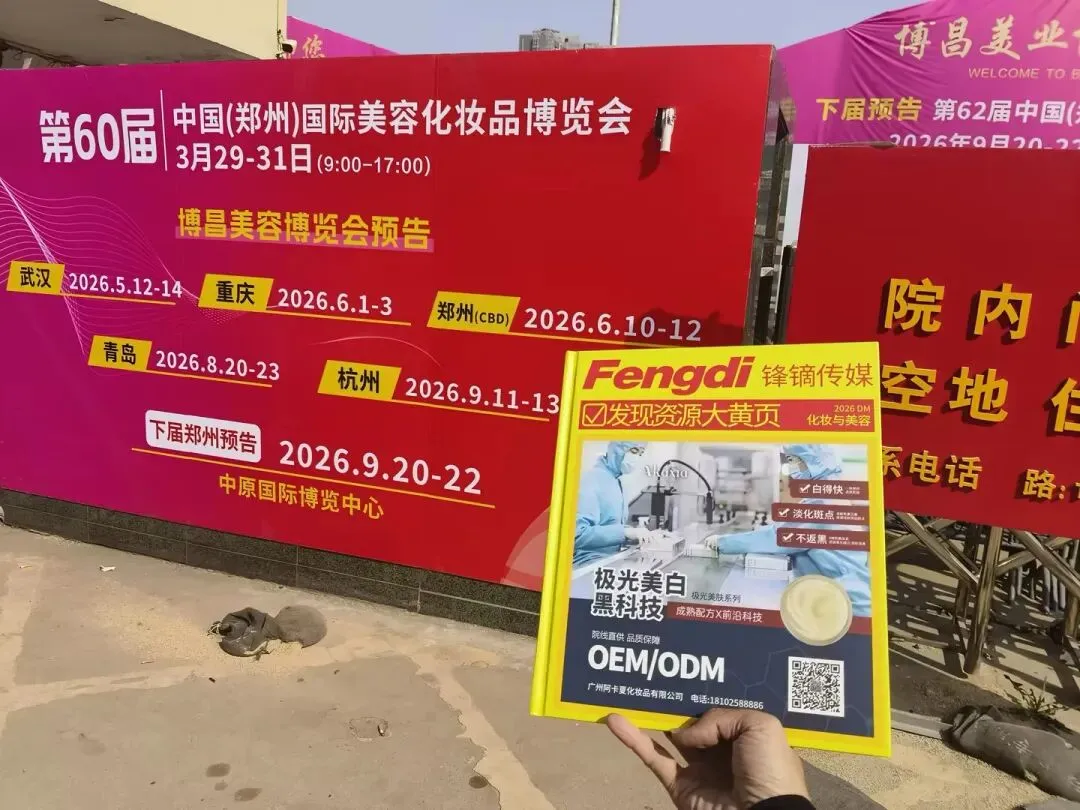 第60届
中国(郑州)国际美容化妆品博览会
3月29-31日(9:00-17:00)
博昌美容博览会预告
武汉 2026.5.12-14
重庆 2026.6.1-3
郑州(CBD) 2026.6.10-12
青岛 2026.8.20-23
杭州 2026.9.11-13
下届郑州预告 2026.9.20-22
中原国际博览中心
博昌美业
WELCOME TO B
下届预告 第62届中国(
2026年9月20-22
院内
空地
系电话 路:
Fengdi 锋镝传媒
发现资源大黄页
2026 DM
化妆与美容
Akaxia
白得快
淡化斑点
不返黑
极光美白
黑科技
极光美肤系列
成熟配方X前沿科技
院线直供 品质保障
OEM/ODM
广州阿卡夏化妆品有限公司 电话:18102588886